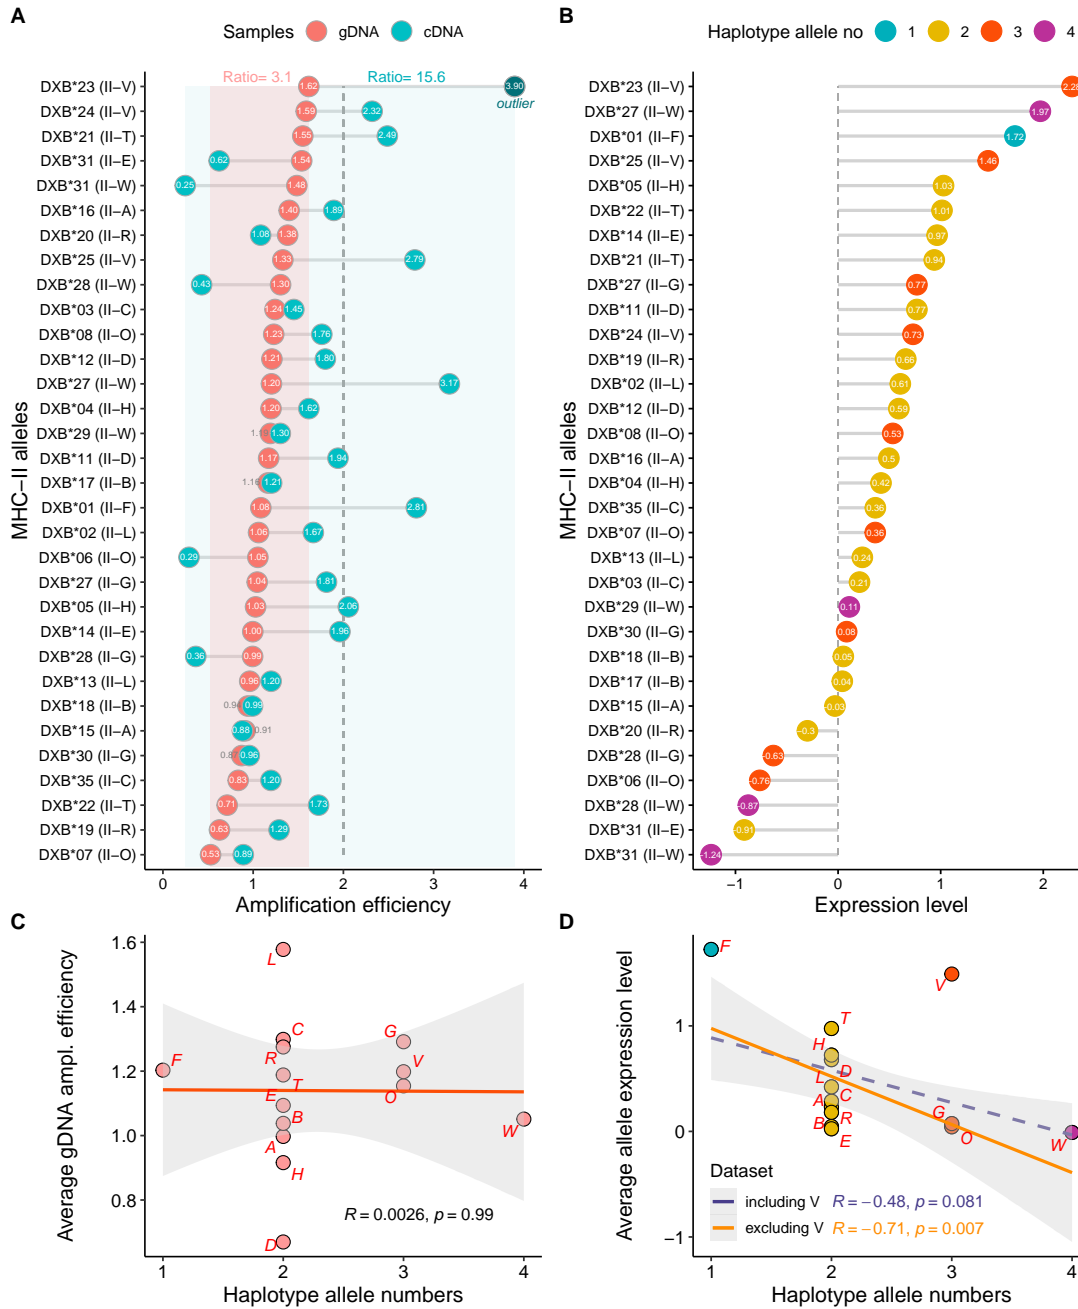 A
Samples gDNA cDNA
Ratio= 3.1 Ratio= 15.6
MHC−II alleles
DXB*23 (II−V) 1.62 3.90
outlier
DXB*24 (II−V) 1.59 2.32
DXB*21 (II−T) 1.55 2.49
DXB*31 (II−E) 0.62 1.54
DXB*31 (II−W) 0.25 1.48
DXB*16 (II−A) 1.40 1.89
DXB*20 (II−R) 1.08 1.38
DXB*25 (II−V) 1.33 2.79
DXB*28 (II−W) 0.43 1.30
DXB*03 (II−C) 1.24 1.45
DXB*08 (II−O) 1.23 1.76
DXB*12 (II−D) 1.21 1.80
DXB*27 (II−W) 1.20 3.17
DXB*04 (II−H) 1.20 1.62
DXB*29 (II−W) 1.30
DXB*11 (II−D) 1.17 1.94
DXB*17 (II−B) 1.21
DXB*01 (II−F) 1.08 2.81
DXB*02 (II−L) 1.06 1.67
DXB*06 (II−O) 0.29 1.05
DXB*27 (II−G) 1.04 1.81
DXB*05 (II−H) 1.03 2.06
DXB*14 (II−E) 1.00 1.96
DXB*28 (II−G) 0.36 0.99
DXB*13 (II−L) 0.96 1.20
DXB*18 (II−B) 0.99
DXB*15 (II−A) 0.88 0.91
DXB*30 (II−G) 0.96
DXB*35 (II−C) 0.83 1.20
DXB*22 (II−T) 0.71 1.73
DXB*19 (II−R) 0.63 1.29
DXB*07 (II−O) 0.53 0.89
0 1 2 3 4
Amplification efficiency
B
Haplotype allele no 1 2 3 4
MHC−II alleles
DXB*23 (II−V) 2.28
DXB*27 (II−W) 1.97
DXB*01 (II−F) 1.72
DXB*25 (II−V) 1.46
DXB*05 (II−H) 1.03
DXB*22 (II−T) 1.01
DXB*14 (II−E) 0.97
DXB*21 (II−T) 0.94
DXB*27 (II−G) 0.77
DXB*11 (II−D) 0.77
DXB*24 (II−V) 0.73
DXB*19 (II−R) 0.66
DXB*02 (II−L) 0.61
DXB*12 (II−D) 0.59
DXB*08 (II−O) 0.53
DXB*16 (II−A) 0.5
DXB*04 (II−H) 0.42
DXB*35 (II−C) 0.36
DXB*07 (II−O) 0.36
DXB*13 (II−L) 0.24
DXB*03 (II−C) 0.21
DXB*29 (II−W) 0.11
DXB*30 (II−G) 0.08
DXB*18 (II−B) 0.05
DXB*17 (II−B) 0.04
DXB*15 (II−A) −0.03
DXB*20 (II−R) −0.3
DXB*28 (II−G) −0.63
DXB*06 (II−O) −0.76
DXB*28 (II−W) −0.87
DXB*31 (II−E) −0.91
DXB*31 (II−W) −1.24
−1 0 1 2
Expression level
C
Average gDNA ampl. efficiency
1.6
1.4
1.2
1.0
0.8
L
C
G
R
F
V
T
E
O
B
W
A
H
D
R = 0.0026, p = 0.99
1 2 3 4
Haplotype allele numbers
D
Average allele expression level
1
0
−1
F
V
T
H
D
L
C
A
G
R
B
O
E
W
Dataset
including V R = −0.48, p = 0.081
excluding V R = −0.71, p = 0.007
1 2 3 4
Haplotype allele numbers